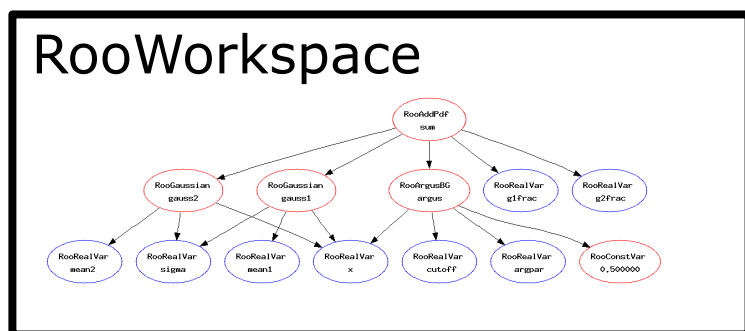 RooWorkspace
RooAddPdf
sum
RooGaussian
gauss2
RooGaussian
gauss1
RooArgusBG
argus
RooRealVar
g1frac
RooRealVar
g2frac
RooRealVar
mean2
RooRealVar
sigma
RooRealVar
mean1
RooRealVar
x
RooRealVar
cutoff
RooRealVar
argpar
RooConstVar
0,500000